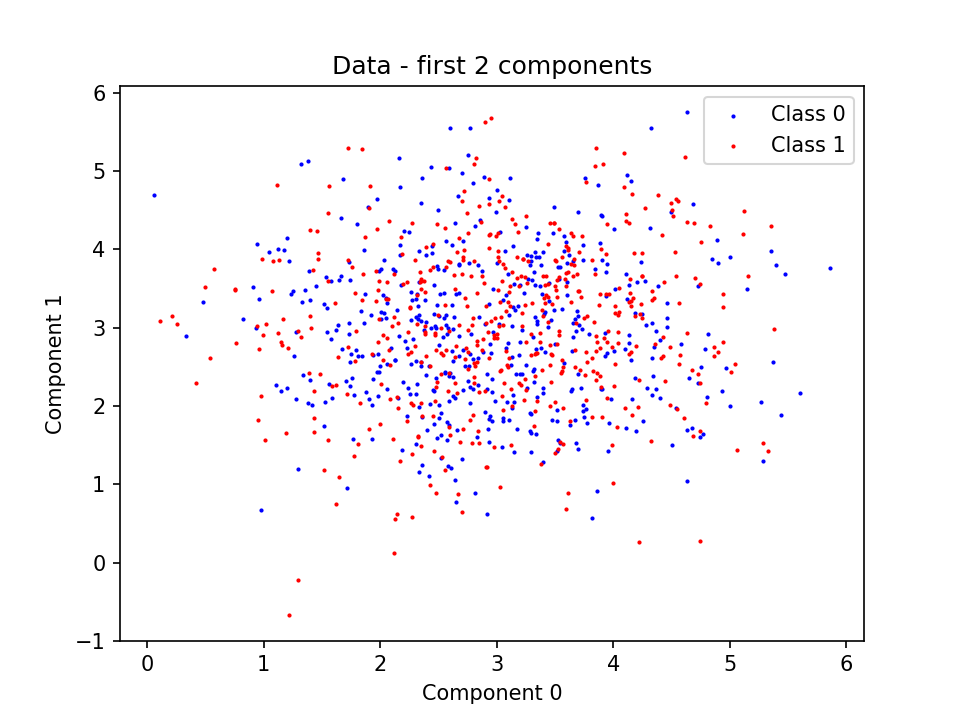 Data - first 2 components
Class 0
Class 1
6
5
4
3
2
1
0
−1
Component 1
0 1 2 3 4 5 6
Component 0